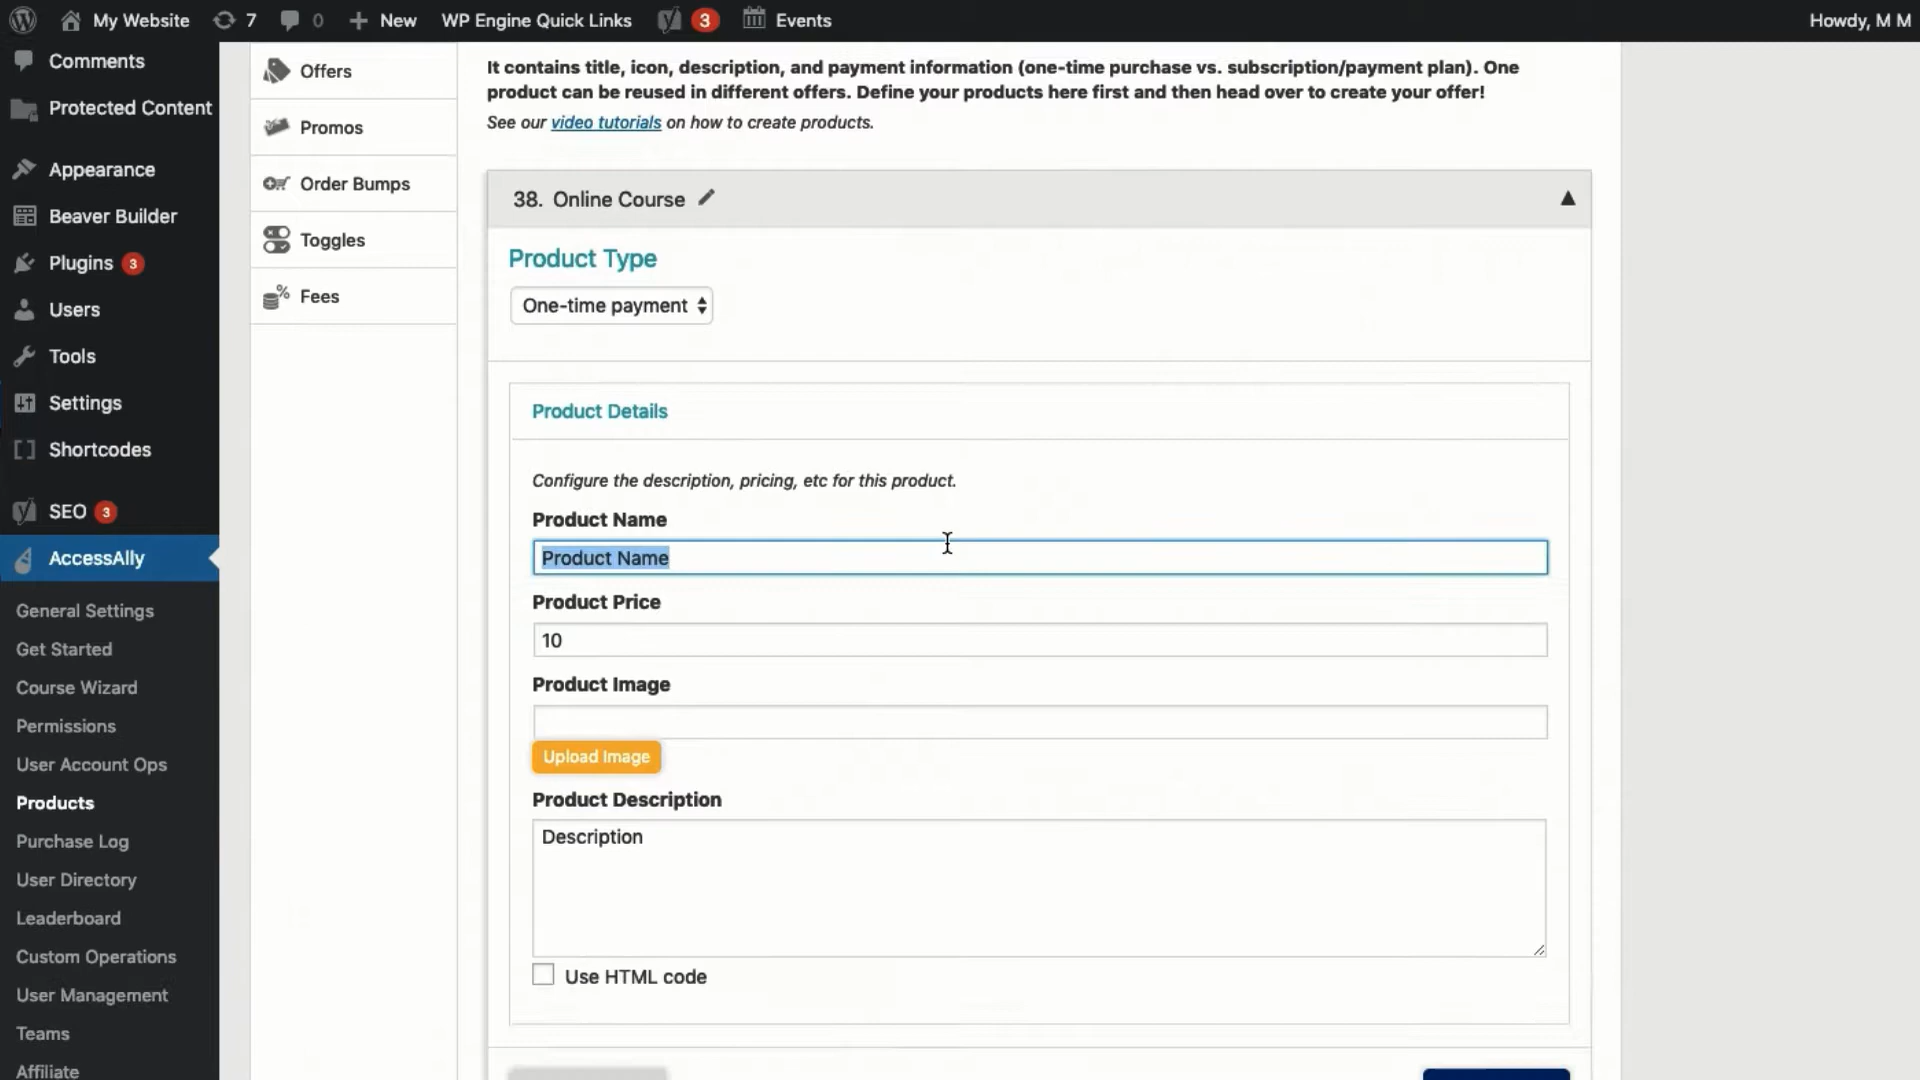 My Website
7
0
New
WP Engine Quick Links
3
Events
Howdy, M M
Comments
Protected Content
Appearance
Beaver Builder
Plugins 3
Users
Tools
Settings
Shortcodes
SEO 3
AccessAlly
General Settings
Get Started
Course Wizard
Permissions
User Account Ops
Products
Purchase Log
User Directory
Leaderboard
Custom Operations
User Management
Teams
Affiliate
Offers
Promos
Order Bumps
Toggles
Fees
It contains title, icon, description, and payment information (one-time purchase vs. subscription/payment plan). One
product can be reused in different offers. Define your products here first and then head over to create your offer!
See our video tutorials on how to create products.
38. Online Course
Product Type
One-time payment
Product Details
Configure the description, pricing, etc for this product.
Product Name
Product Name
Product Price
10
Product Image
Upload Image
Product Description
Description
Use HTML code